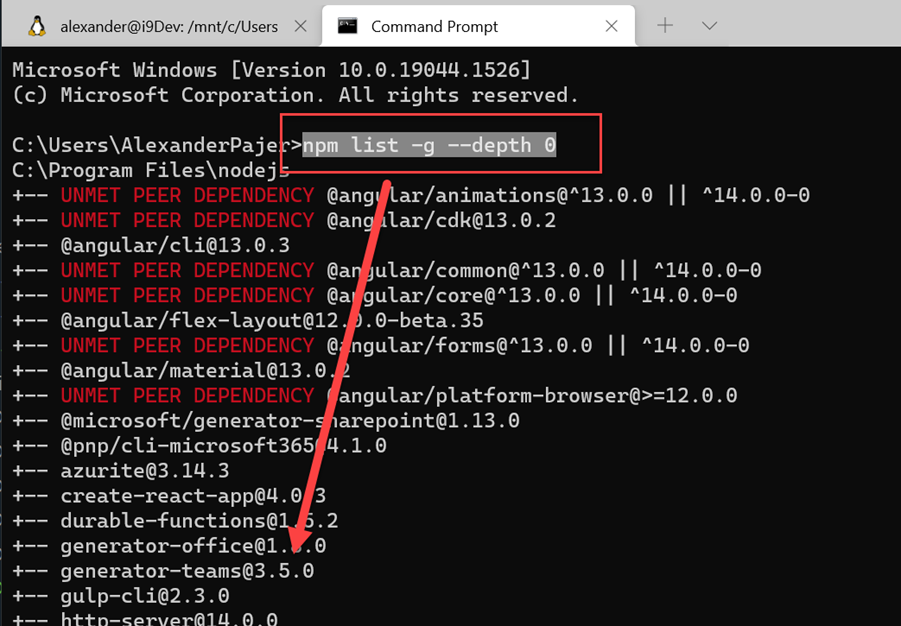 alexander@i9Dev: /mnt/c/Users
Command Prompt
Microsoft Windows [Version 10.0.19044.1526]
(c) Microsoft Corporation. All rights reserved.
C:\Users\AlexanderPajer>npm list -g --depth 0
C:\Program Files\nodejs
+-- UNMET PEER DEPENDENCY @angular/animations@^13.0.0 || ^14.0.0-0
+-- UNMET PEER DEPENDENCY @angular/cdk@13.0.2
+-- @angular/cli@13.0.3
+-- UNMET PEER DEPENDENCY @angular/common@^13.0.0 || ^14.0.0-0
+-- UNMET PEER DEPENDENCY @angular/core@^13.0.0 || ^14.0.0-0
+-- @angular/flex-layout@12.0.0-beta.35
+-- UNMET PEER DEPENDENCY @angular/forms@^13.0.0 || ^14.0.0-0
+-- @angular/material@13.0.2
+-- UNMET PEER DEPENDENCY @angular/platform-browser@>=12.0.0
+-- @microsoft/generator-sharepoint@1.13.0
+-- @pnp/cli-microsoft365@4.1.0
+-- azurite@3.14.3
+-- create-react-app@4.0.3
+-- durable-functions@1.5.2
+-- generator-office@1.8.0
+-- generator-teams@3.5.0
+-- gulp-cli@2.3.0
+-- http-server@14.0.0